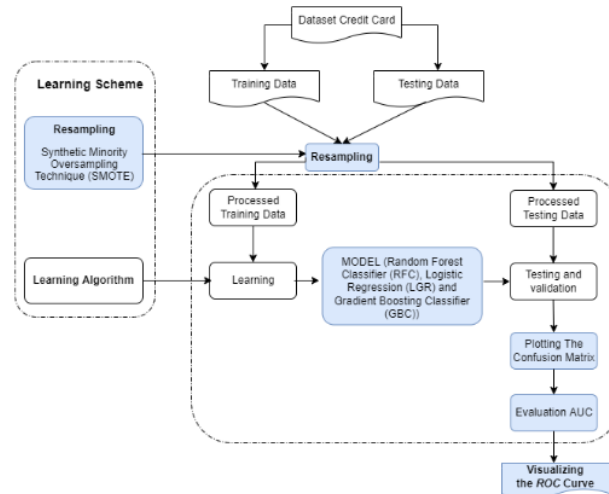 Dataset Credit Card
Training Data
Testing Data
Learning Scheme
Resampling
Synthetic Minority
Oversampling
Technique (SMOTE)
Resampling
Processed
Training Data
Processed
Testing Data
Learning Algorithm
Learning
MODEL (Random Forest
Classifier (RFC), Logistic
Regression (LGR) and
Gradient Boosting Classifier
(GBC))
Testing and
validation
Plotting The
Confusion Matrix
Evaluation AUC
Visualizing
the ROC Curve